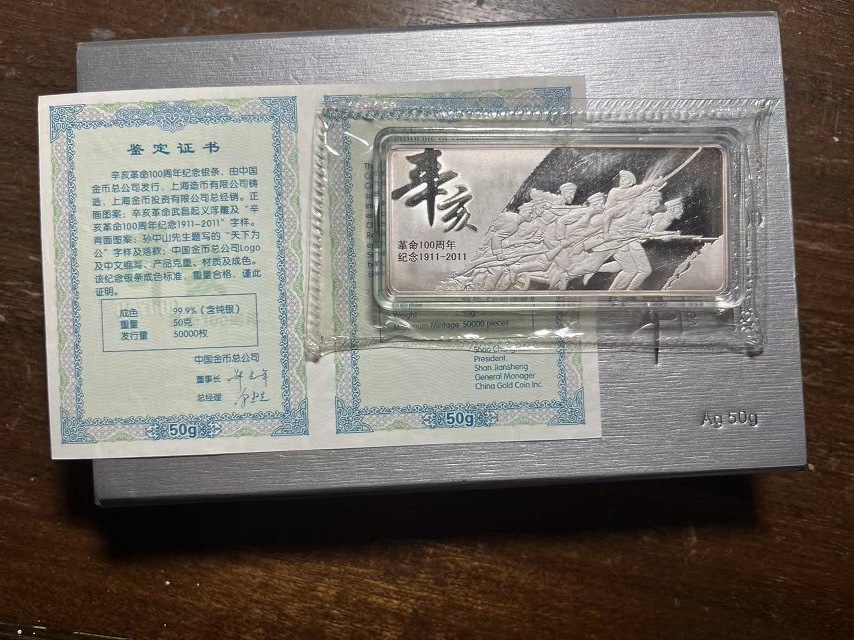 鉴定证书
辛亥革命100周年纪念银条，由中国
金币总公司发行，上海造币有限公司铸
造，上海金币投资有限公司总经销。正
面图案：辛亥革命武昌起义浮雕及“辛
亥革命100周年纪念1911-2011”字样。
背面图案：孙中山先生题写的“天下为
公”字样及落款；中国金币总公司Logo
及中文缩写、产品克重、材质及成色。
该纪念银条成色标准，重量合格，谨此
证明。
成色 99.9%（含纯银）
重量 50克
发行量 50000枚
中国金币总公司
董事长
总经理
50g
辛亥
革命100周年
纪念1911-2011
Weight
Maximum Mintage 50000 pieces
President
Shan Jiansheng
General Manager
China Gold Coin Inc.
50g
Ag 50g